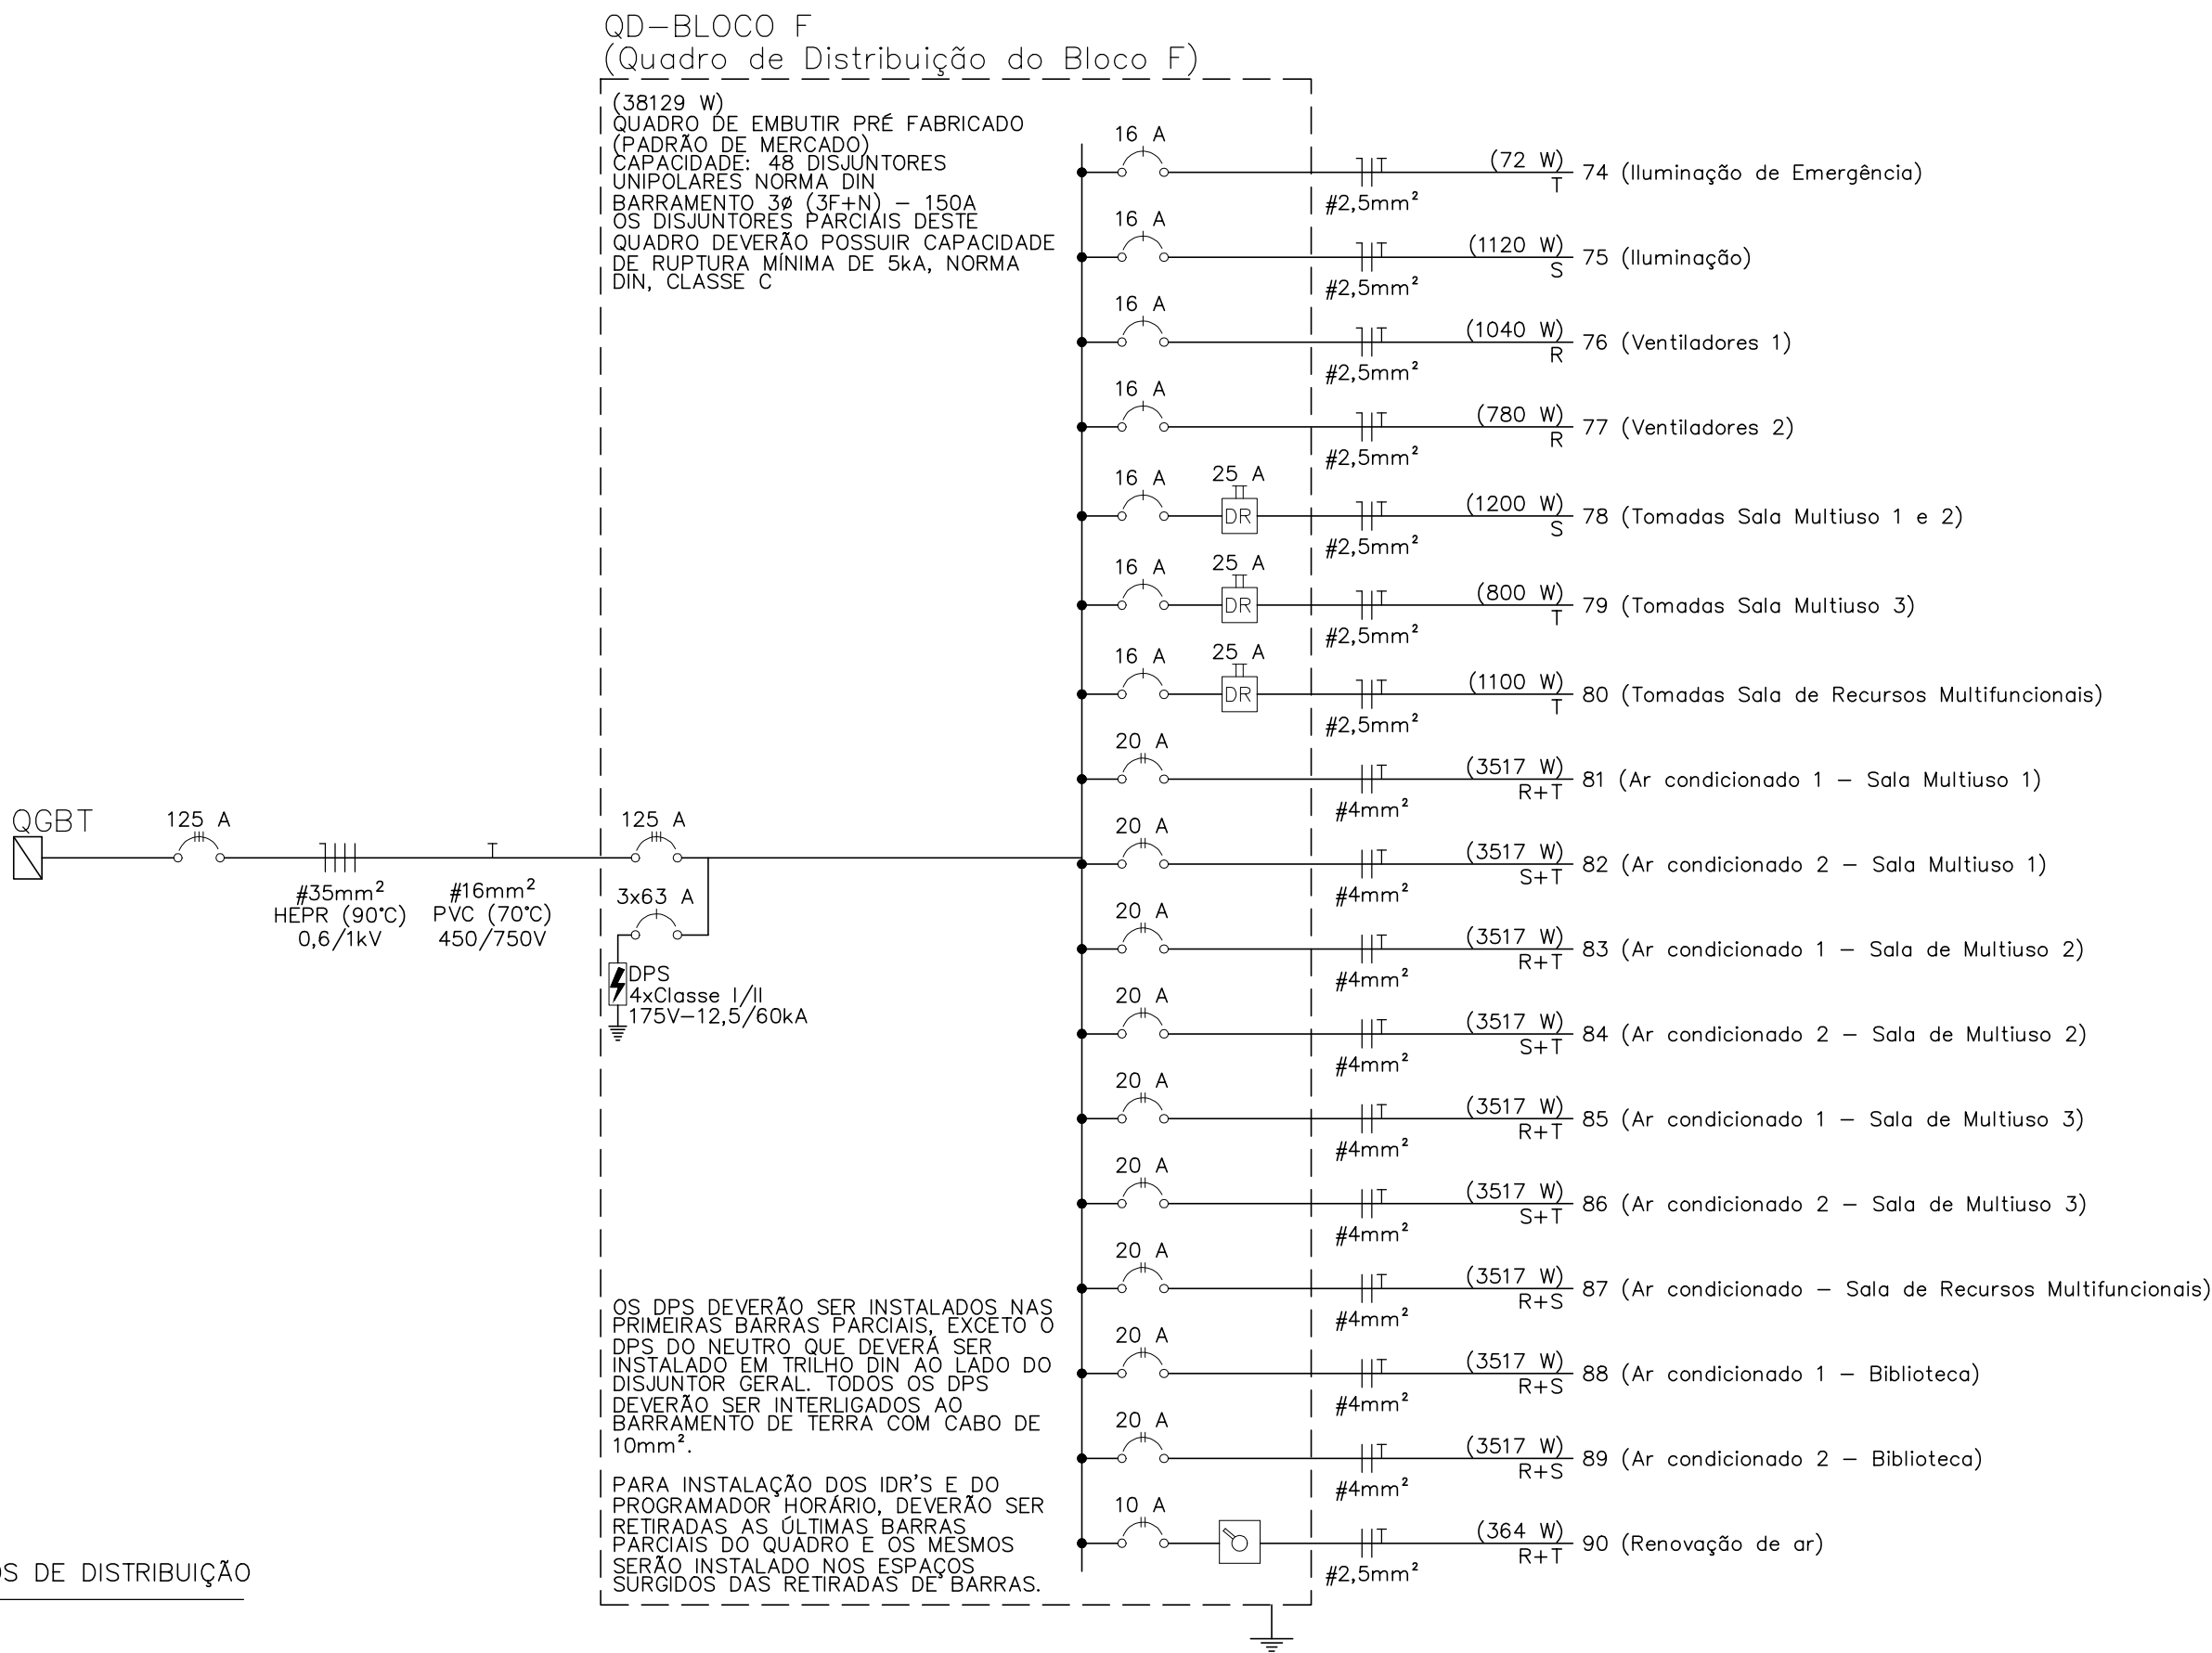 QD-BLOCO F
(Quadro de Distribuição do Bloco F)
(38129 W)
QUADRO DE EMBUTIR PRÉ FABRICADO
(PADRÃO DE MERCADO)
CAPACIDADE: 48 DISJUNTORES
UNIPOLARES NORMA DIN
BARRAMENTO 3ø (3F+N) – 150A
OS DISJUNTORES PARCIAIS DESTE
QUADRO DEVERÃO POSSUIR CAPACIDADE
DE RUPTURA MÍNIMA DE 5kA, NORMA
DIN, CLASSE C
16 A
#2,5mm²
(72 W)
T
74 (Iluminação de Emergência)
16 A
#2,5mm²
(1120 W)
S
75 (Iluminação)
16 A
#2,5mm²
(1040 W)
R
76 (Ventiladores 1)
16 A
#2,5mm²
(780 W)
R
77 (Ventiladores 2)
16 A
25 A
DR
#2,5mm²
(1200 W)
S
78 (Tomadas Sala Multiuso 1 e 2)
16 A
25 A
DR
#2,5mm²
(800 W)
T
79 (Tomadas Sala Multiuso 3)
16 A
25 A
DR
#2,5mm²
(1100 W)
T
80 (Tomadas Sala de Recursos Multifuncionais)
20 A
#4mm²
(3517 W)
R+T
81 (Ar condicionado 1 – Sala Multiuso 1)
QGBT
125 A
#35mm²
HEPR (90°C)
0,6/1kV
#16mm²
PVC (70°C)
450/750V
125 A
3x63 A
DPS
4xClasse I/II
175V–12,5/60kA
20 A
#4mm²
(3517 W)
S+T
82 (Ar condicionado 2 – Sala Multiuso 1)
20 A
#4mm²
(3517 W)
R+T
83 (Ar condicionado 1 – Sala de Multiuso 2)
20 A
#4mm²
(3517 W)
S+T
84 (Ar condicionado 2 – Sala de Multiuso 2)
20 A
#4mm²
(3517 W)
R+T
85 (Ar condicionado 1 – Sala de Multiuso 3)
20 A
#4mm²
(3517 W)
S+T
86 (Ar condicionado 2 – Sala de Multiuso 3)
20 A
#4mm²
(3517 W)
R+S
87 (Ar condicionado – Sala de Recursos Multifuncionais)
20 A
#4mm²
(3517 W)
R+S
88 (Ar condicionado 1 – Biblioteca)
20 A
#4mm²
(3517 W)
R+S
89 (Ar condicionado 2 – Biblioteca)
10 A
#2,5mm²
(364 W)
R+T
90 (Renovação de ar)
OS DPS DEVERÃO SER INSTALADOS NAS
PRIMEIRAS BARRAS PARCIAIS, EXCETO O
DPS DO NEUTRO QUE DEVERÁ SER
INSTALADO EM TRILHO DIN AO LADO DO
DISJUNTOR GERAL. TODOS OS DPS
DEVERÃO SER INTERLIGADOS AO
BARRAMENTO DE TERRA COM CABO DE
10mm².
PARA INSTALAÇÃO DOS IDR'S E DO
PROGRAMADOR HORÁRIO, DEVERÃO SER
RETIRADAS AS ÚLTIMAS BARRAS
PARCIAIS DO QUADRO E OS MESMOS
SERÃO INSTALADO NOS ESPAÇOS
SURGIDOS DAS RETIRADAS DE BARRAS.
DE DISTRIBUIÇÃO